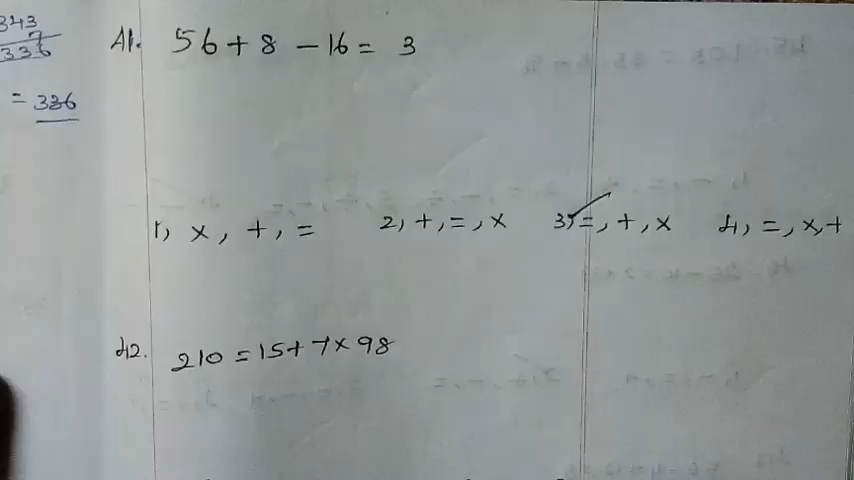 343
7
336
= 336
41. 56 + 8 - 16 = 3
1, ×, +, = 2, +, =, × 3, =, +, × 4, =, ×, +
42. 210 = 15 + 7 × 98